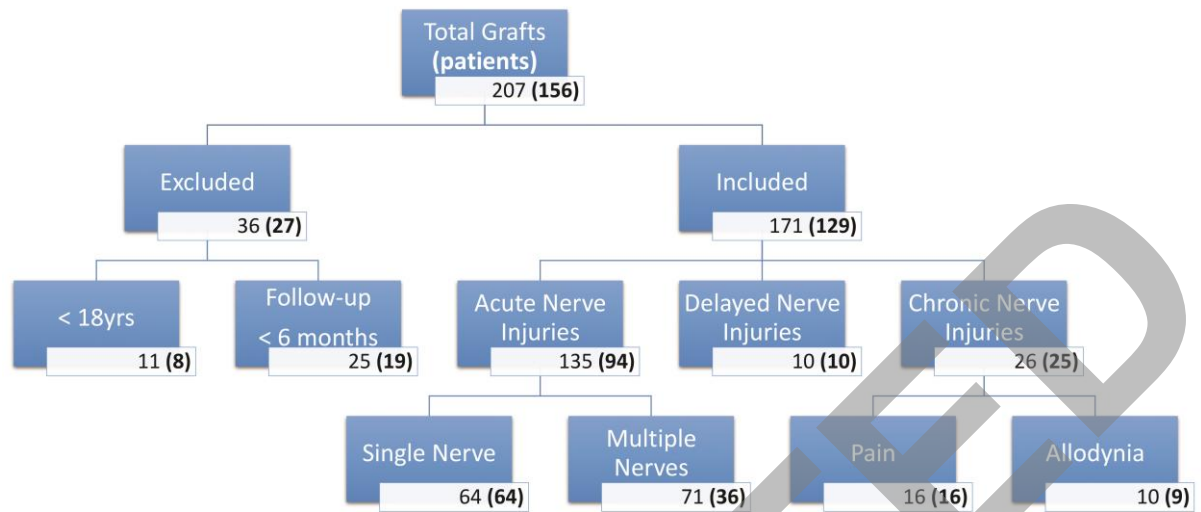 Total Grafts
(patients)
207 (156)
Excluded
36 (27)
Included
171 (129)
< 18yrs
11 (8)
Follow-up
< 6 months
25 (19)
Acute Nerve
Injuries
135 (94)
Delayed Nerve
Injuries
10 (10)
Chronic Nerve
Injuries
26 (25)
Single Nerve
64 (64)
Multiple
Nerves
71 (36)
Pain
16 (16)
Allodynia
10 (9)